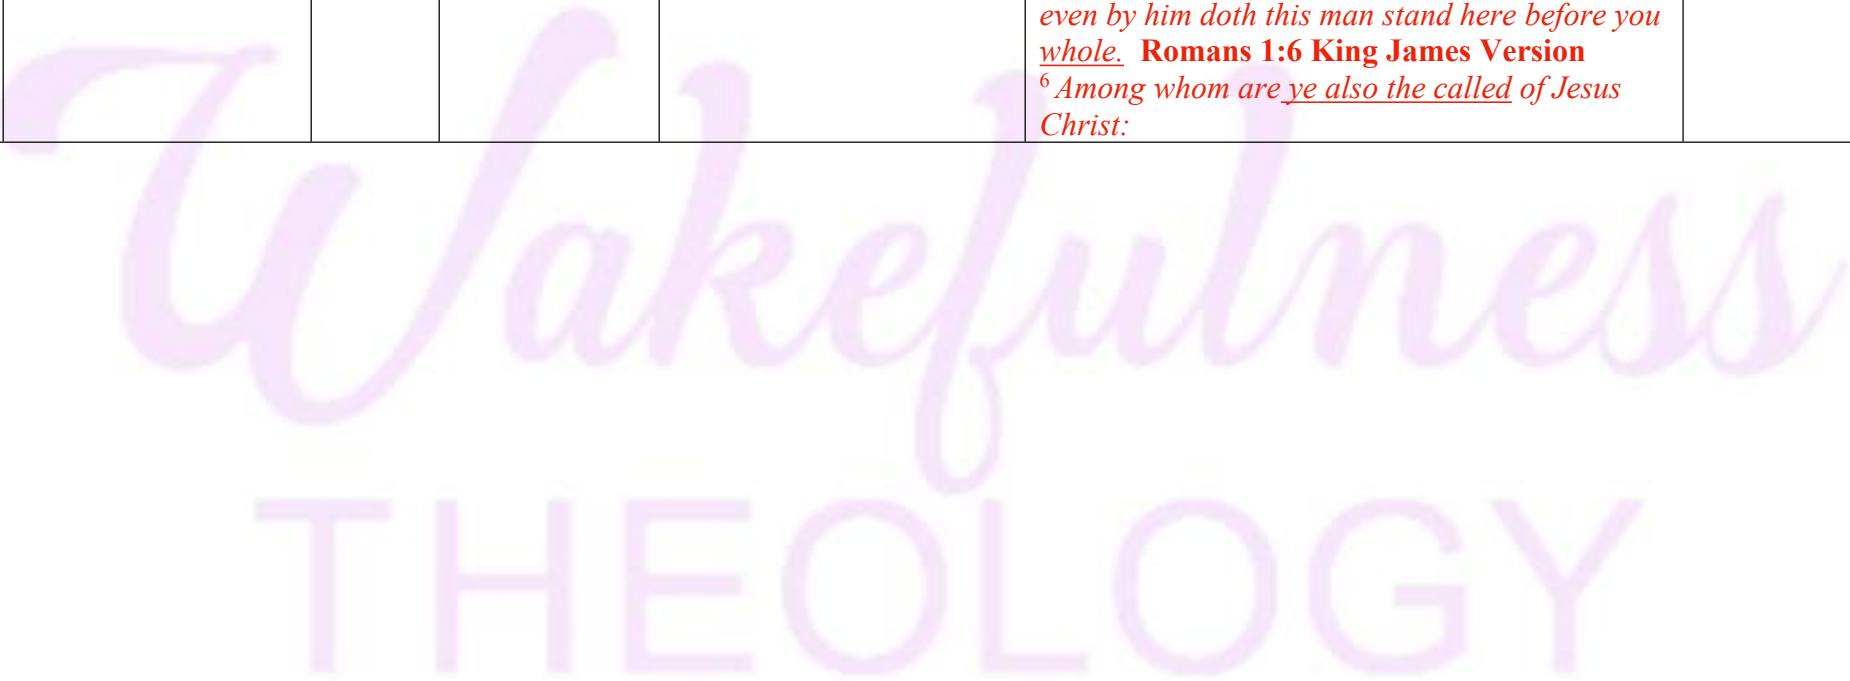 even by him doth this man stand here before you
whole. Romans 1:6 King James Version
6 Among whom are ye also the called of Jesus
Christ:
Wakefulness
THEOLOGY